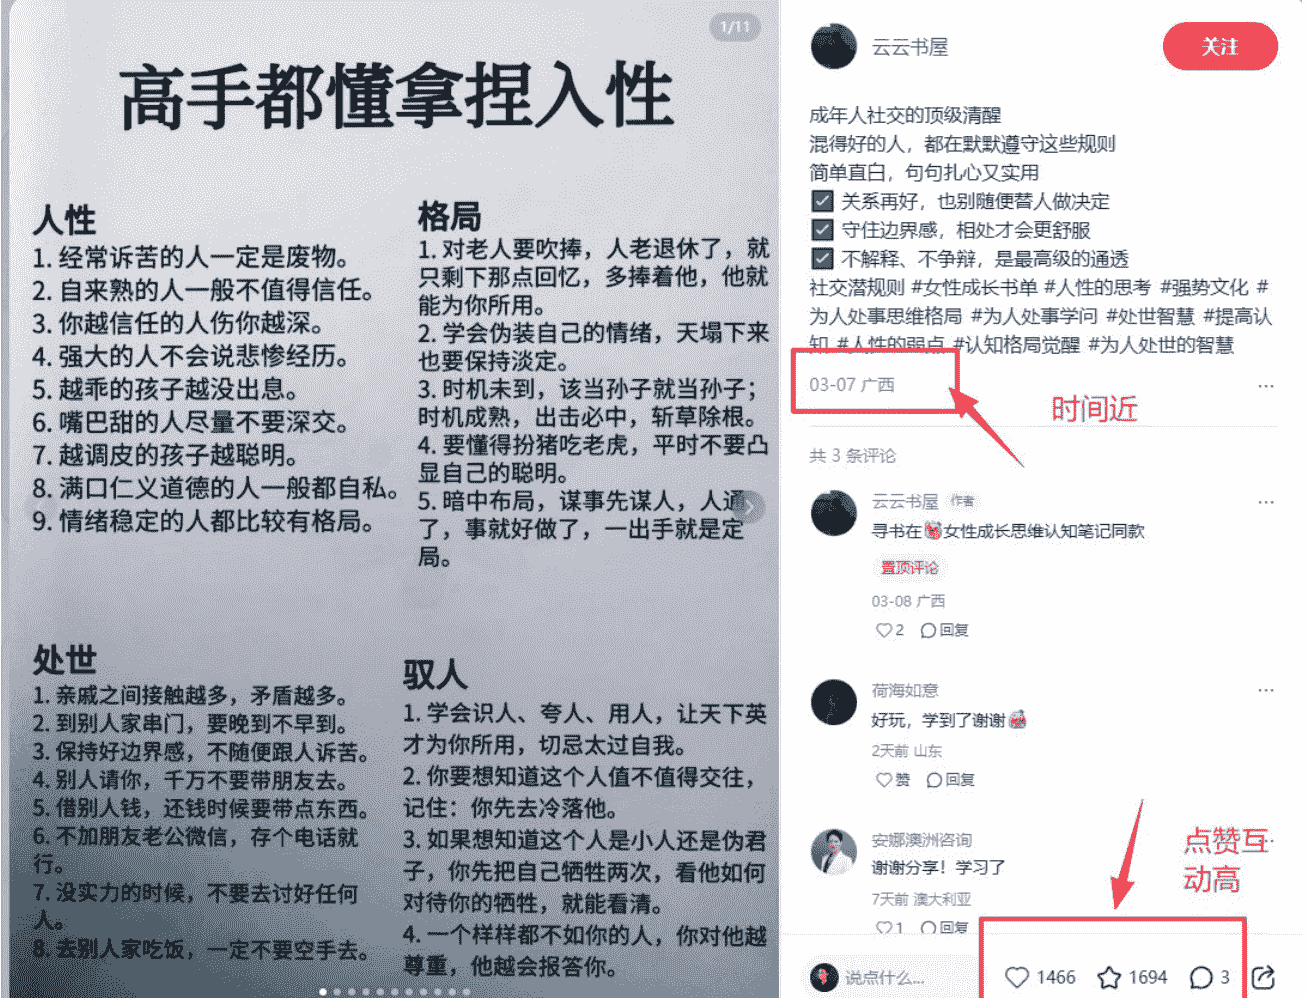 1/11
高手都懂拿捏入性
人性
1. 经常诉苦的人一定是废物。
2. 自来熟的人一般不值得信任。
3. 你越信任的人伤你越深。
4. 强大的人不会说悲惨经历。
5. 越乖的孩子越没出息。
6. 嘴巴甜的人尽量不要深交。
7. 越调皮的孩子越聪明。
8. 满口仁义道德的人一般都自私。
9. 情绪稳定的人都比较有格局。
格局
1. 对老人要吹捧，人老退休了，就
只剩下那点回忆，多捧着他，他就
能为你所用。
2. 学会伪装自己的情绪，天塌下来
也要保持淡定。
3. 时机未到，该当孙子就当孙子；
时机成熟，出击必中，斩草除根。
4. 要懂得扮猪吃老虎，平时不要凸
显自己的聪明。
5. 暗中布局，谋事先谋人，人通
了，事就好做了，一出手就是定
局。
处世
1. 亲戚之间接触越多，矛盾越多。
2. 到别人家串门，要晚到不早到。
3. 保持好边界感，不随便跟人诉苦。
4. 别人请你，千万不要带朋友去。
5. 借别人钱，还钱时候要带点东西。
6. 不加朋友老公微信，存个电话就
行。
7. 没实力的时候，不要去讨好任何
人。
8. 去别人家吃饭，一定不要空手去。
驭人
1. 学会识人、夸人、用人，让天下英
才为你所用，切忌太过自我。
2. 你要想知道这个人值不值得交往，
记住：你先去冷落他。
3. 如果想知道这个人是小人还是伪君
子，你先把自己牺牲两次，看他如何
对待你的牺牲，就能看清。
4. 一个样样都不如你的人，你对他越
尊重，他越会报答你。
云云书屋
关注
成年人社交的顶级清醒
混得好的人，都在默默遵守这些规则
简单直白，句句扎心又实用
☑ 关系再好，也别随便替人做决定
☑ 守住边界感，相处才会更舒服
☑ 不解释、不争辩，是最高级的通透
社交潜规则 #女性成长书单 #人性的思考 #强势文化 #
为人处事思维格局 #为人处事学问 #处世智慧 #提高认
知 #人性的弱点 #认知格局觉醒 #为人处世的智慧
03-07 广西
时间近
共 3 条评论
云云书屋 作者
寻书在女性成长思维认知笔记同款
置顶评论
03-08 广西
2 回复
荷海如意
好玩，学到了谢谢
2天前 山东
赞 回复
安娜澳洲咨询
谢谢分享！学习了
7天前 澳大利亚
1 回复
点赞互
动高
说点什么...
1466 1694 3